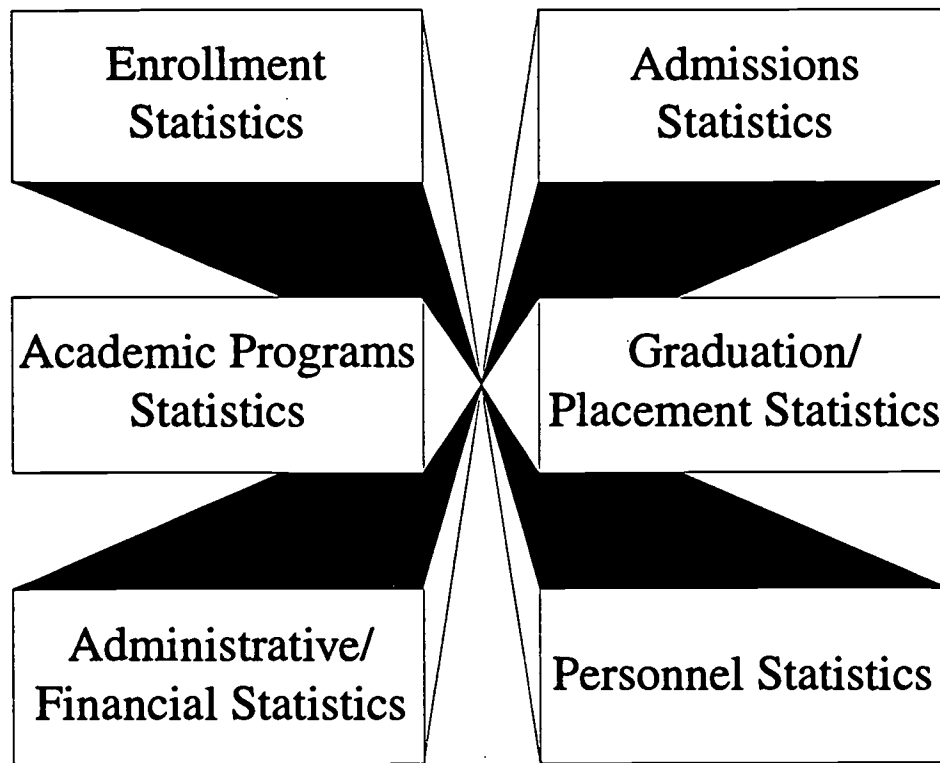 Enrollment
Statistics
Admissions
Statistics
Academic Programs
Statistics
Graduation/
Placement Statistics
Administrative/
Financial Statistics
Personnel Statistics